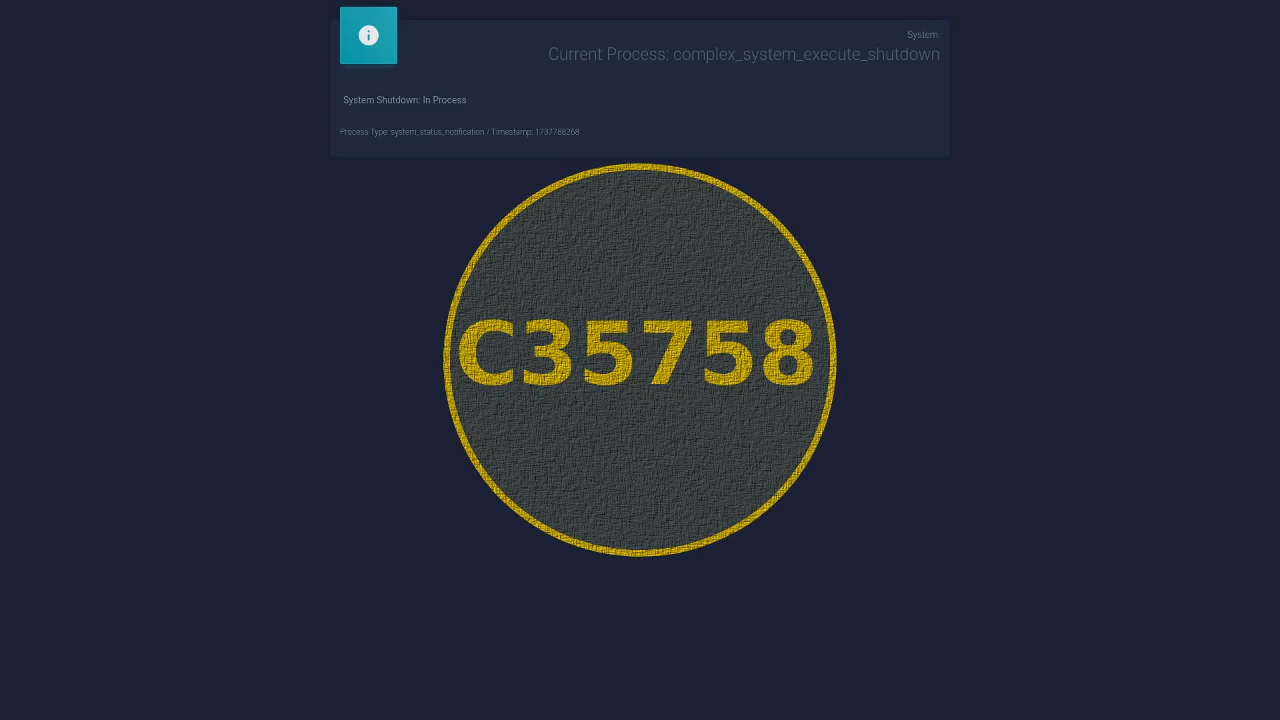 System:
Current Process: complex_system_execute_shutdown
System Shutdown: In Process
Process Type: system_status_notification / Timestamp: 1737788268
C35758